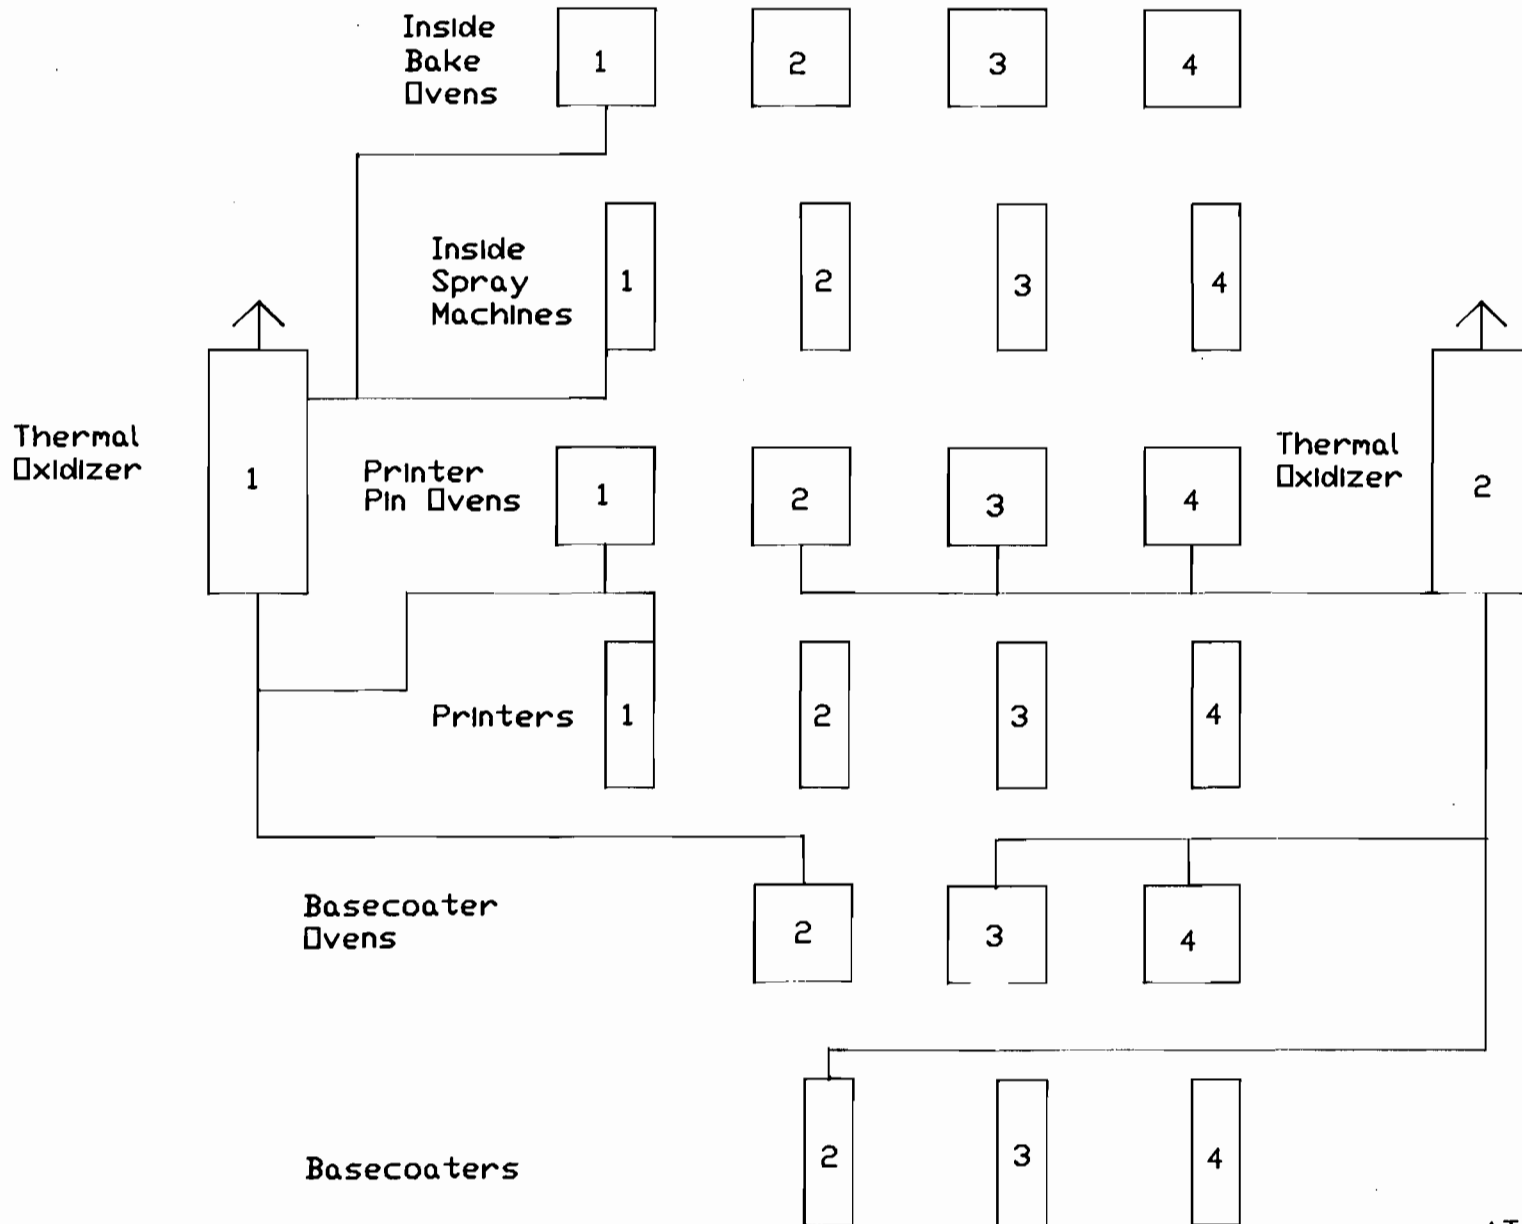 Inside
Bake
Ovens
1
2
3
4
Inside
Spray
Machines
1
2
3
4
Thermal
Oxidizer
1
Printer
Pin Ovens
1
2
3
4
Thermal
Oxidizer
2
Printers
1
2
3
4
Basecoater
Ovens
2
3
4
Basecoaters
2
3
4